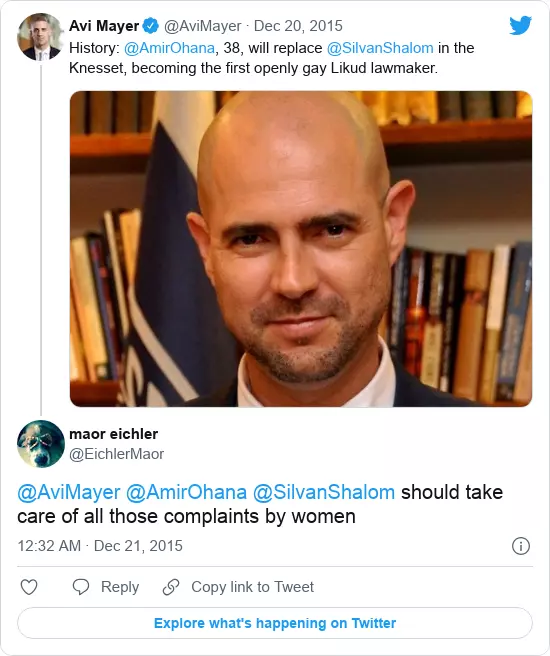 Avi Mayer @AviMayer · Dec 20, 2015
History: @AmirOhana, 38, will replace @SilvanShalom in the
Knesset, becoming the first openly gay Likud lawmaker.
maor eichler
@EichlerMaor
@AviMayer @AmirOhana @SilvanShalom should take
care of all those complaints by women
12:32 AM · Dec 21, 2015
Reply
Copy link to Tweet
Explore what's happening on Twitter